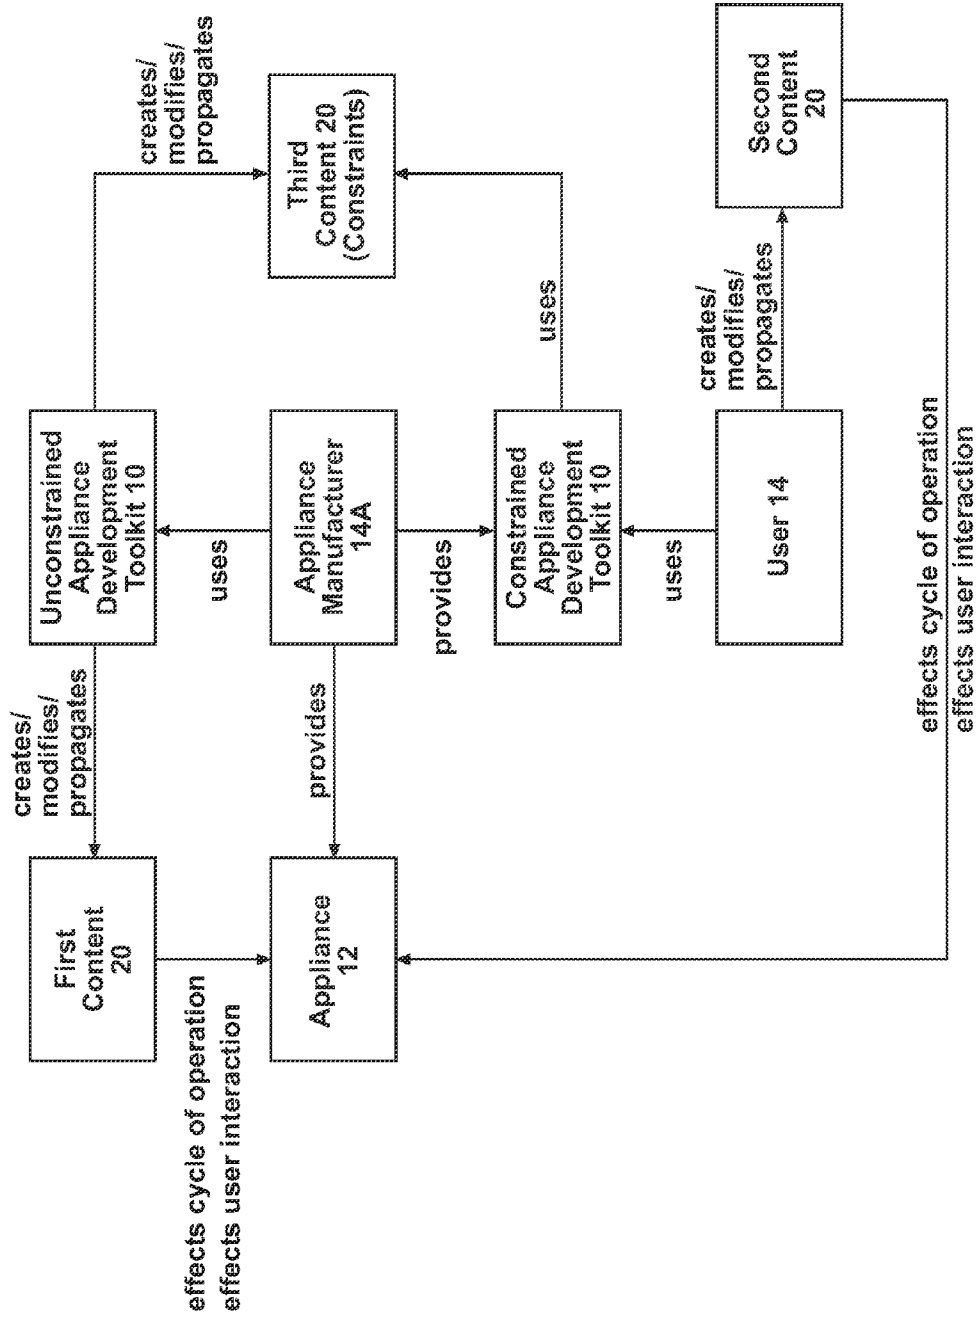 creates/
modifies/
propagates
First
Content
20
Unconstrained
Appliance
Development
Toolkit 10
creates/
modifies/
propagates
effects cycle of operation
effects user interaction
uses
Appliance
12
provides
Appliance
Manufacturer
14A
Third
Content 20
(Constraints)
provides
Constrained
Appliance
Development
Toolkit 10
uses
uses
User 14
creates/
modifies/
propagates
Second
Content
20
effects cycle of operation
effects user interaction